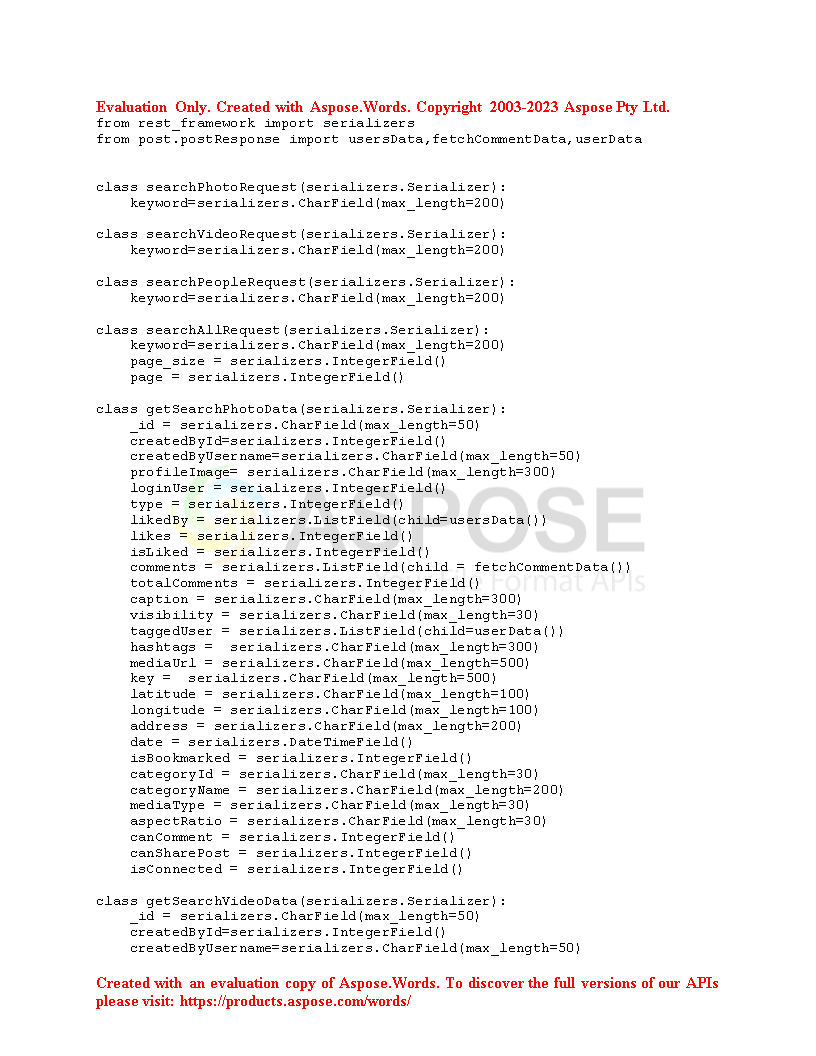 Evaluation Only. Created with Aspose.Words. Copyright 2003-2023 Aspose Pty Ltd.
from rest_framework import serializers
from post.postResponse import usersData,fetchCommentData,userData
class searchPhotoRequest(serializers.Serializer):
    keyword=serializers.CharField(max_length=200)
class searchVideoRequest(serializers.Serializer):
    keyword=serializers.CharField(max_length=200)
class searchPeopleRequest(serializers.Serializer):
    keyword=serializers.CharField(max_length=200)
class searchAllRequest(serializers.Serializer):
    keyword=serializers.CharField(max_length=200)
    page_size = serializers.IntegerField()
    page = serializers.IntegerField()
class getSearchPhotoData(serializers.Serializer):
    _id = serializers.CharField(max_length=50)
    createdById=serializers.IntegerField()
    createdByUsername=serializers.CharField(max_length=50)
    profileImage= serializers.CharField(max_length=300)
    loginUser = serializers.IntegerField()
    type = serializers.IntegerField()
    likedBy = serializers.ListField(child=usersData())
    likes = serializers.IntegerField()
    isLiked = serializers.IntegerField()
    comments = serializers.ListField(child = fetchCommentData())
    totalComments = serializers.IntegerField()
    caption = serializers.CharField(max_length=300)
    visibility = serializers.CharField(max_length=30)
    taggedUser = serializers.ListField(child=userData())
    hashtags =  serializers.CharField(max_length=300)
    mediaUrl = serializers.CharField(max_length=500)
    key =  serializers.CharField(max_length=500)
    latitude = serializers.CharField(max_length=100)
    longitude = serializers.CharField(max_length=100)
    address = serializers.CharField(max_length=200)
    date = serializers.DateTimeField()
    isBookmarked = serializers.IntegerField()
    categoryId = serializers.CharField(max_length=30)
    categoryName = serializers.CharField(max_length=200)
    mediaType = serializers.CharField(max_length=30)
    aspectRatio = serializers.CharField(max_length=30)
    canComment = serializers.IntegerField()
    canSharePost = serializers.IntegerField()
    isConnected = serializers.IntegerField()
class getSearchVideoData(serializers.Serializer):
    _id = serializers.CharField(max_length=50)
    createdById=serializers.IntegerField()
    createdByUsername=serializers.CharField(max_length=50)
ASPOSE
File Format APIs
Created with an evaluation copy of Aspose.Words. To discover the full versions of our APIs
please visit: https://products.aspose.com/words/